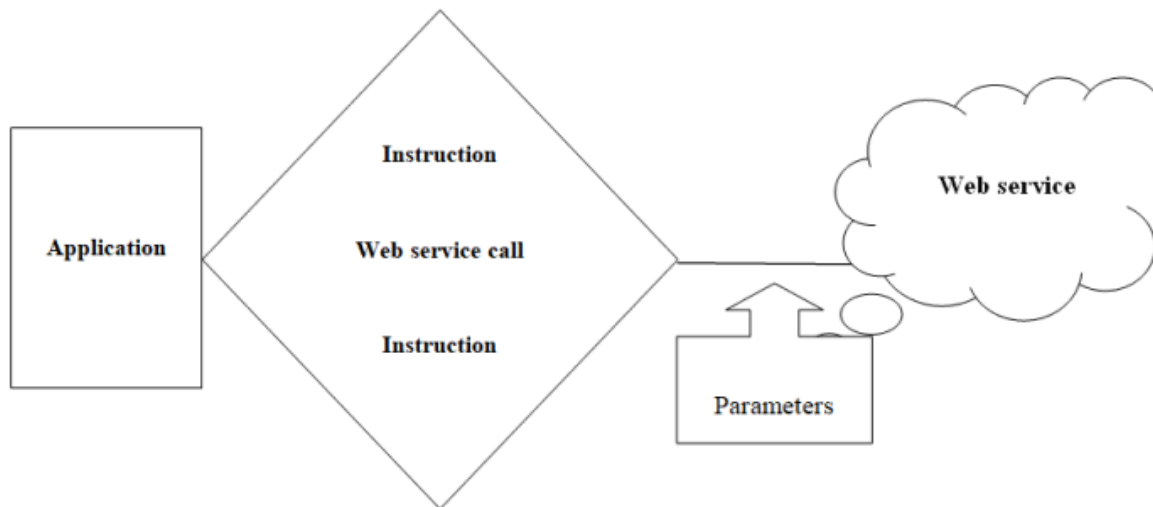 Instruction
Application
Web service call
Instruction
Web service
Parameters